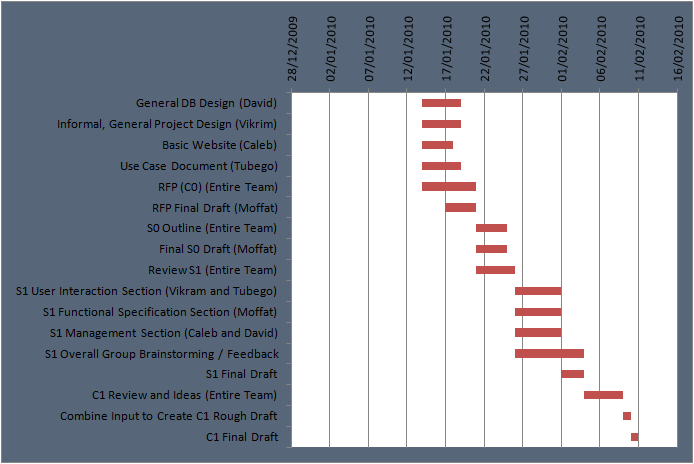 28/12/2009
02/01/2010
07/01/2010
12/01/2010
17/01/2010
22/01/2010
27/01/2010
01/02/2010
06/02/2010
11/02/2010
16/02/2010
General DB Design (David)
Informal, General Project Design (Vikrim)
Basic Website (Caleb)
Use Case Document (Tubego)
RFP (C0) (Entire Team)
RFP Final Draft (Moffat)
S0 Outline (Entire Team)
Final S0 Draft (Moffat)
Review S1 (Entire Team)
S1 User Interaction Section (Vikram and Tubego)
S1 Functional Specification Section (Moffat)
S1 Management Section (Caleb and David)
S1 Overall Group Brainstorming / Feedback
S1 Final Draft
C1 Review and Ideas (Entire Team)
Combine Input to Create C1 Rough Draft
C1 Final Draft